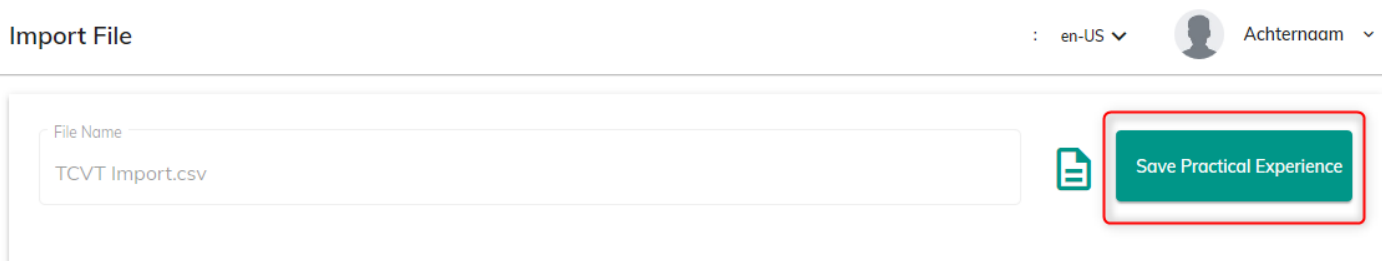 Import File
: en-US
Achternaam
File Name
TCVT Import.csv
Save Practical Experience